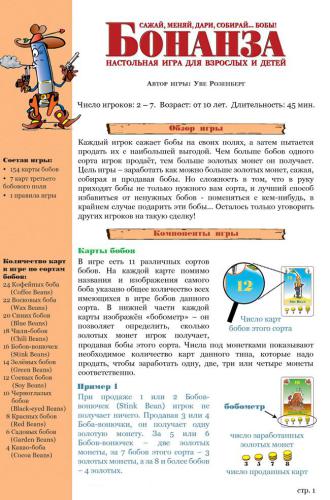 САЖАЙ, МЕНЯЙ, ДАРИ, СОБИРАЙ... БОБЫ!
БОНАНЗА
НАСТОЛЬНАЯ ИГРА ДЛЯ ВЗРОСЛЫХ И ДЕТЕЙ
Автор игры: Уве Розенберг
Число игроков: 2 – 7. Возраст: от 10 лет. Длительность: 45 мин.
Состав игры:
• 154 карты бобов
• 7 карт третьего
бобового поля
• 1 правила игры
Количество карт
в игре по сортам
бобов:
24 Кофейных боба
(Coffee Beans)
22 Восковых боба
(Wax Beans)
20 Синих бобов
(Blue Beans)
18 Чили-бобов
(Chili Beans)
16 Бобов-вонючек
(Stink Beans)
14 Зелёных бобов
(Green Beans)
12 Соевых бобов
(Soy Beans)
10 Черноглазых
бобов
(Black-eyed Beans)
8 Красных бобов
(Red Beans)
6 Садовых бобов
(Garden Beans)
4 Какао-боба
(Cocoa Beans)
Обзор игры
Каждый игрок сажает бобы на своих полях, а затем пытается
продать их с наибольшей выгодой. Чем больше бобов одного
сорта игрок продаёт, тем больше золотых монет он получает.
Цель игры – заработать как можно больше золотых монет, сажая,
собирая и продавая бобы. Но сложность в том, что в руку
приходят бобы не только нужного вам сорта, и лучший способ
избавиться от ненужных бобов - поменяться с кем-нибудь, в
крайнем случае подарить эти бобы... Осталось только уговорить
других игроков на такую сделку!
Компоненты игры
Карты бобов
В игре есть 11 различных сортов
бобов. На каждой карте помимо
названия и изображения самого
боба указано общее количество всех
имеющихся в игре бобов данного
сорта. В нижней части каждой
карты изображён «бобометр» – он
позволяет определить, сколько
золотых монет игрок получает,
продавая бобы этого сорта. Числа под монетками показывают
необходимое количество карт данного типа, которые надо
продать, чтобы заработать одну, две, три или четыре монеты
соответственно.
12
Число карт
бобов этого сорта
Пример 1
При продаже 1 или 2 Бобов-
вонючек (Stink Bean) игрок не
получает ничего. Продавая 3 или 4
Боба-вонючки, он получает одну
золотую монету. За 5 или 6
Бобов-вонючек – две золотых
монеты, за 7 бобов этого сорта – 3
золотых монеты, а за 8 и более бобов
– 4 золотых.
бобометр
число заработанных
золотых монет
3 5 7 8
число проданных карт
стр. 1